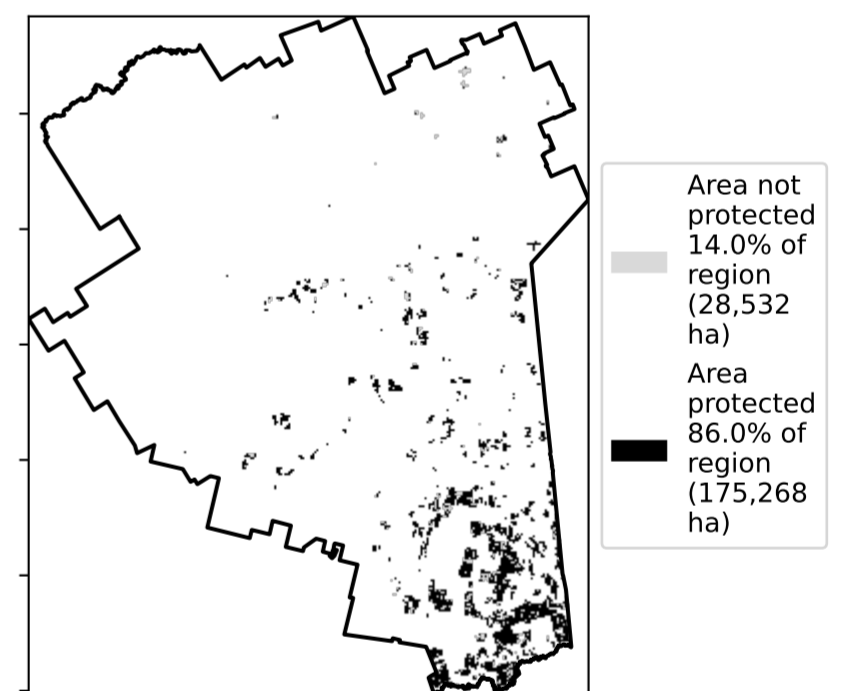 Area not
protected
14.0% of
region
(28,532
ha)
Area
protected
86.0% of
region
(175,268
ha)